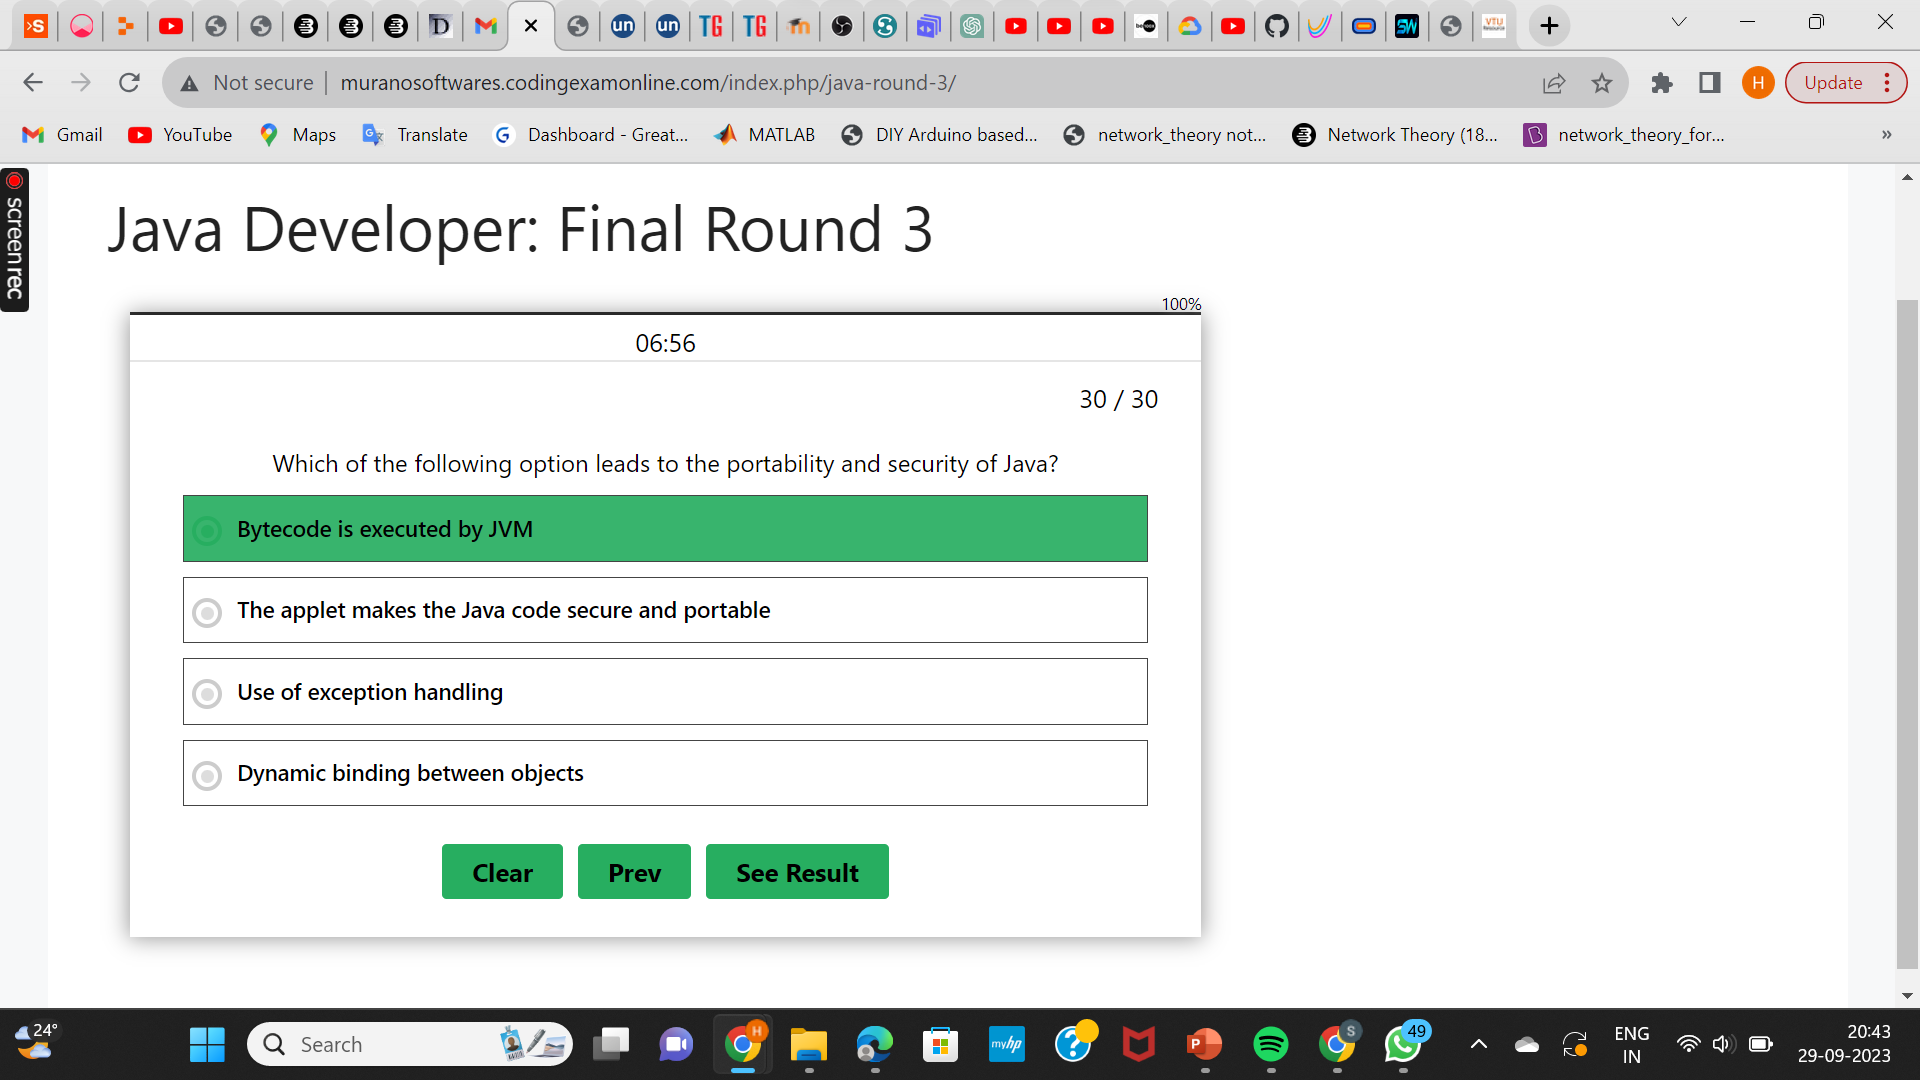 Not secure
muranosoftwares.codingexamonline.com/index.php/java-round-3/
H
Update
Gmail
YouTube
Maps
Translate
Dashboard - Great...
MATLAB
DIY Arduino based...
network_theory not...
Network Theory (18...
network_theory_for...
»
screenrec
Java Developer: Final Round 3
100%
06:56
30 / 30
Which of the following option leads to the portability and security of Java?
Bytecode is executed by JVM
The applet makes the Java code secure and portable
Use of exception handling
Dynamic binding between objects
Clear
Prev
See Result
24°
Search
H
myhp
P
S
49
ENG
IN
20:43
29-09-2023